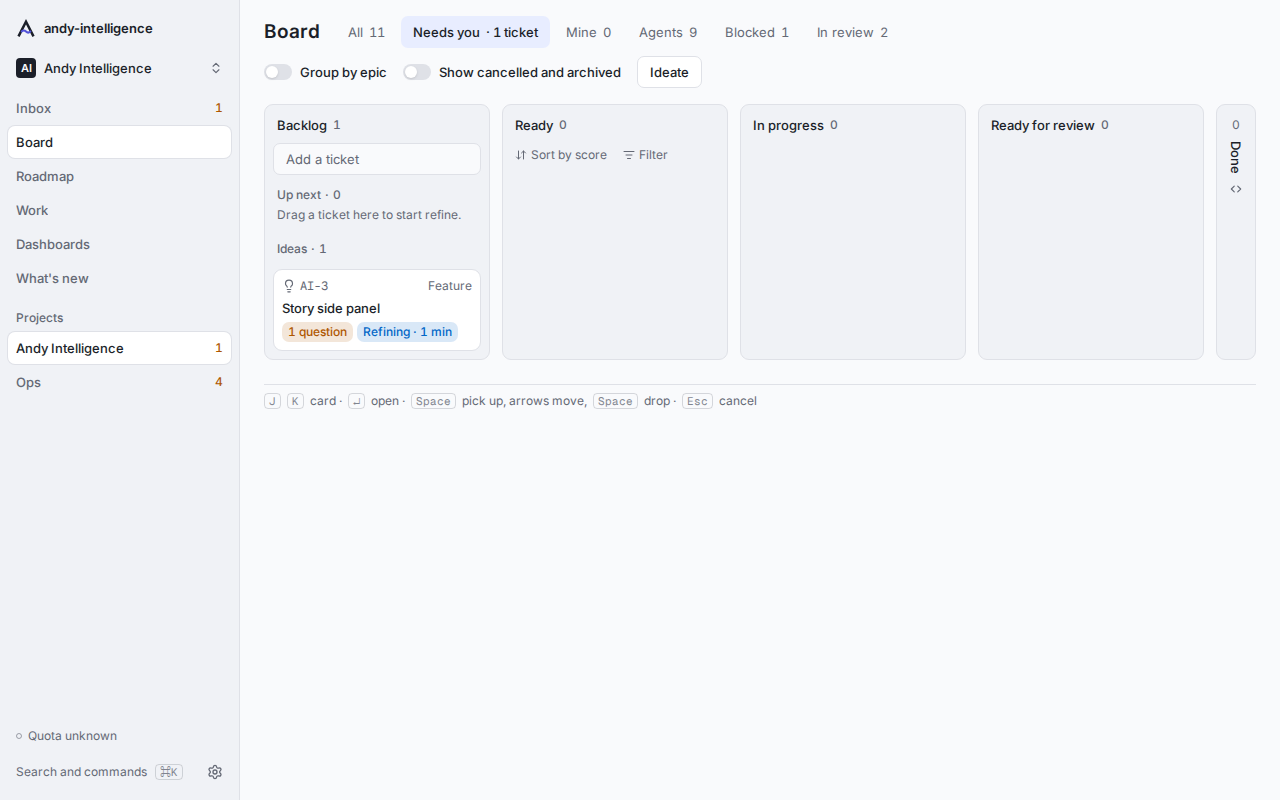 andy-intelligence
AI Andy Intelligence
Inbox 1
Board
Roadmap
Work
Dashboards
What's new
Projects
Andy Intelligence 1
Ops 4
Quota unknown
Search and commands ⌘K
Board All 11 Needs you · 1 ticket Mine 0 Agents 9 Blocked 1 In review 2
Group by epic Show cancelled and archived Ideate
Backlog 1
Add a ticket
Up next · 0
Drag a ticket here to start refine.
Ideas · 1
AI-3 Feature
Story side panel
1 question Refining · 1 min
Ready 0
Sort by score Filter
In progress 0
Ready for review 0
0
Done
J K card · ↵ open · Space pick up, arrows move, Space drop · Esc cancel